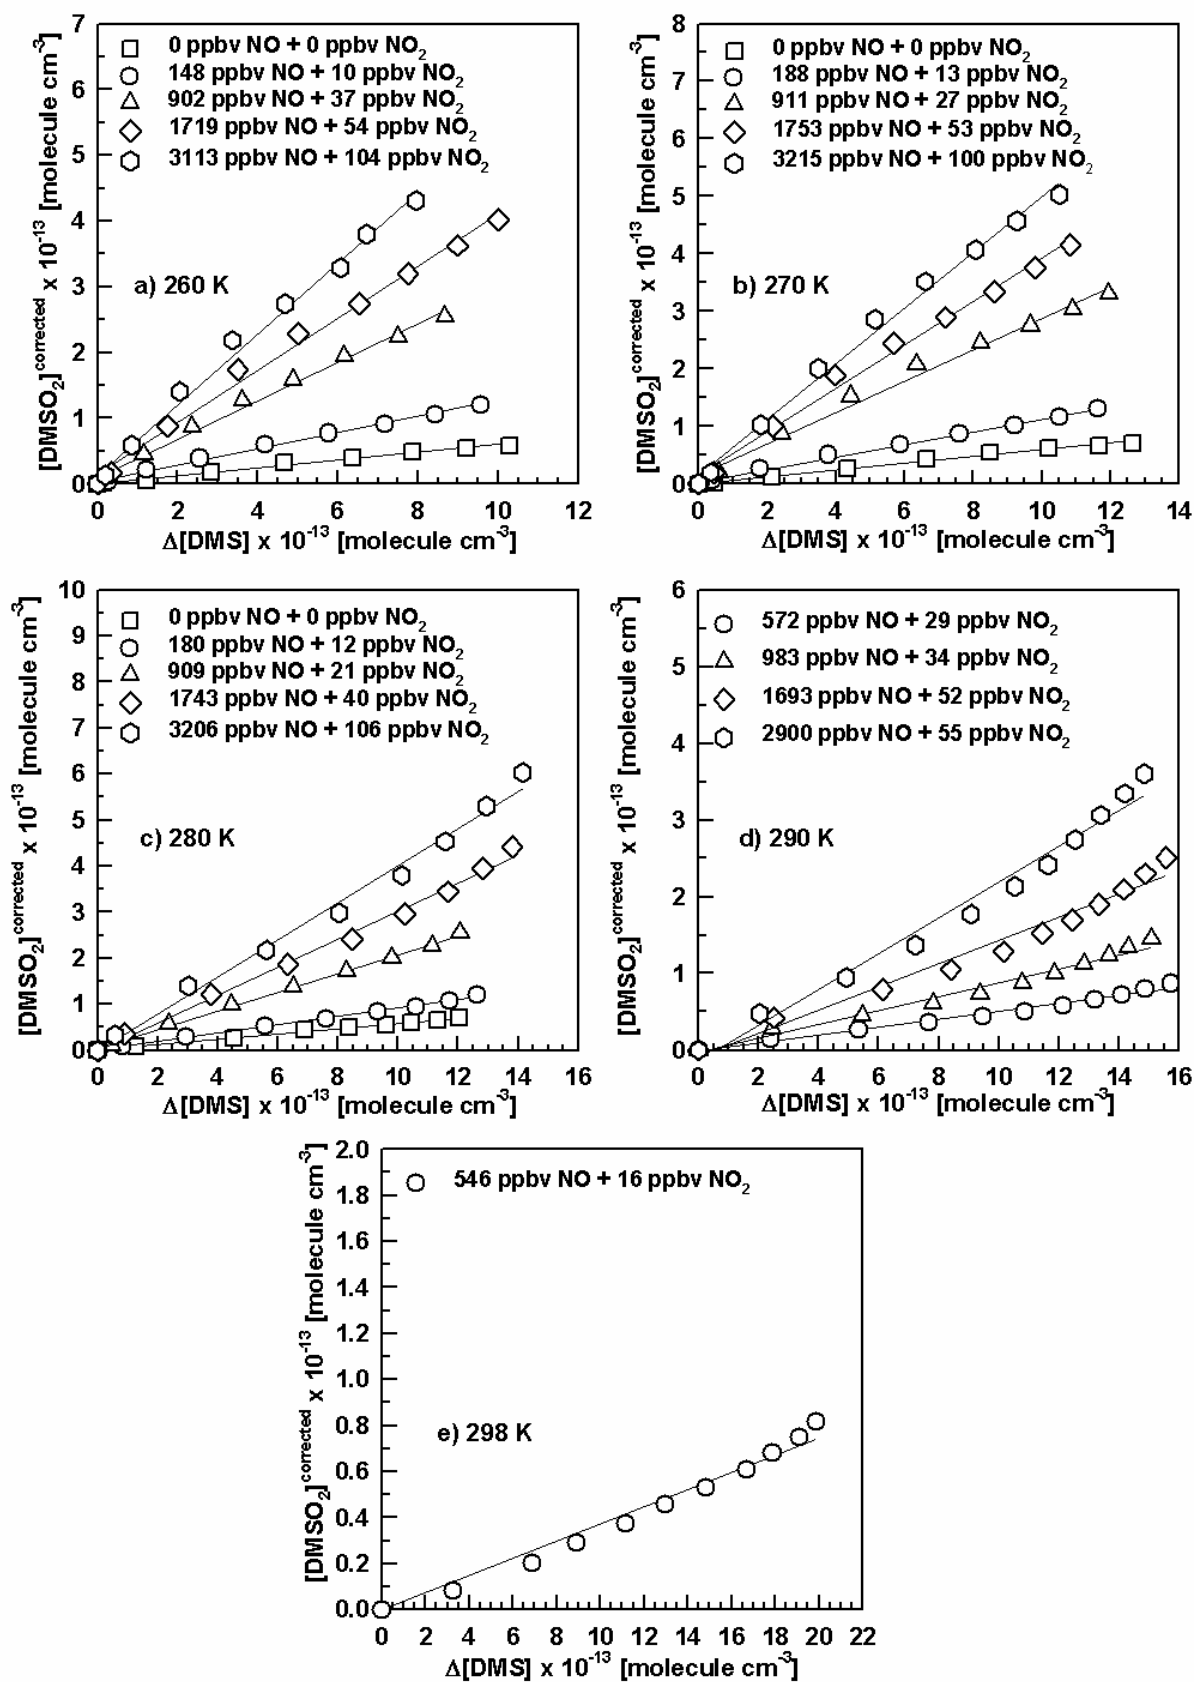 [DMSO2]corrected x 10-13 [molecule cm-3]
7
6
5
4
3
2
1
0
0 ppbv NO + 0 ppbv NO2
148 ppbv NO + 10 ppbv NO2
902 ppbv NO + 37 ppbv NO2
1719 ppbv NO + 54 ppbv NO2
3113 ppbv NO + 104 ppbv NO2
a) 260 K
0 2 4 6 8 10 12
Δ[DMS] x 10-13 [molecule cm-3]
[DMSO2]corrected x 10-13 [molecule cm-3]
8
7
6
5
4
3
2
1
0
0 ppbv NO + 0 ppbv NO2
188 ppbv NO + 13 ppbv NO2
911 ppbv NO + 27 ppbv NO2
1753 ppbv NO + 53 ppbv NO2
3215 ppbv NO + 100 ppbv NO2
b) 270 K
0 2 4 6 8 10 12 14
Δ[DMS] x 10-13 [molecule cm-3]
[DMSO2]corrected x 10-13 [molecule cm-3]
10
9
8
7
6
5
4
3
2
1
0
0 ppbv NO + 0 ppbv NO2
180 ppbv NO + 12 ppbv NO2
909 ppbv NO + 21 ppbv NO2
1743 ppbv NO + 40 ppbv NO2
3206 ppbv NO + 106 ppbv NO2
c) 280 K
0 2 4 6 8 10 12 14 16
Δ[DMS] x 10-13 [molecule cm-3]
[DMSO2]corrected x 10-13 [molecule cm-3]
6
5
4
3
2
1
0
572 ppbv NO + 29 ppbv NO2
983 ppbv NO + 34 ppbv NO2
1693 ppbv NO + 52 ppbv NO2
2900 ppbv NO + 55 ppbv NO2
d) 290 K
0 2 4 6 8 10 12 14 16
Δ[DMS] x 10-13 [molecule cm-3]
[DMSO2]corrected x 10-13 [molecule cm-3]
2.0
1.8
1.6
1.4
1.2
1.0
0.8
0.6
0.4
0.2
0.0
546 ppbv NO + 16 ppbv NO2
e) 298 K
0 2 4 6 8 10 12 14 16 18 20 22
Δ[DMS] x 10-13 [molecule cm-3]